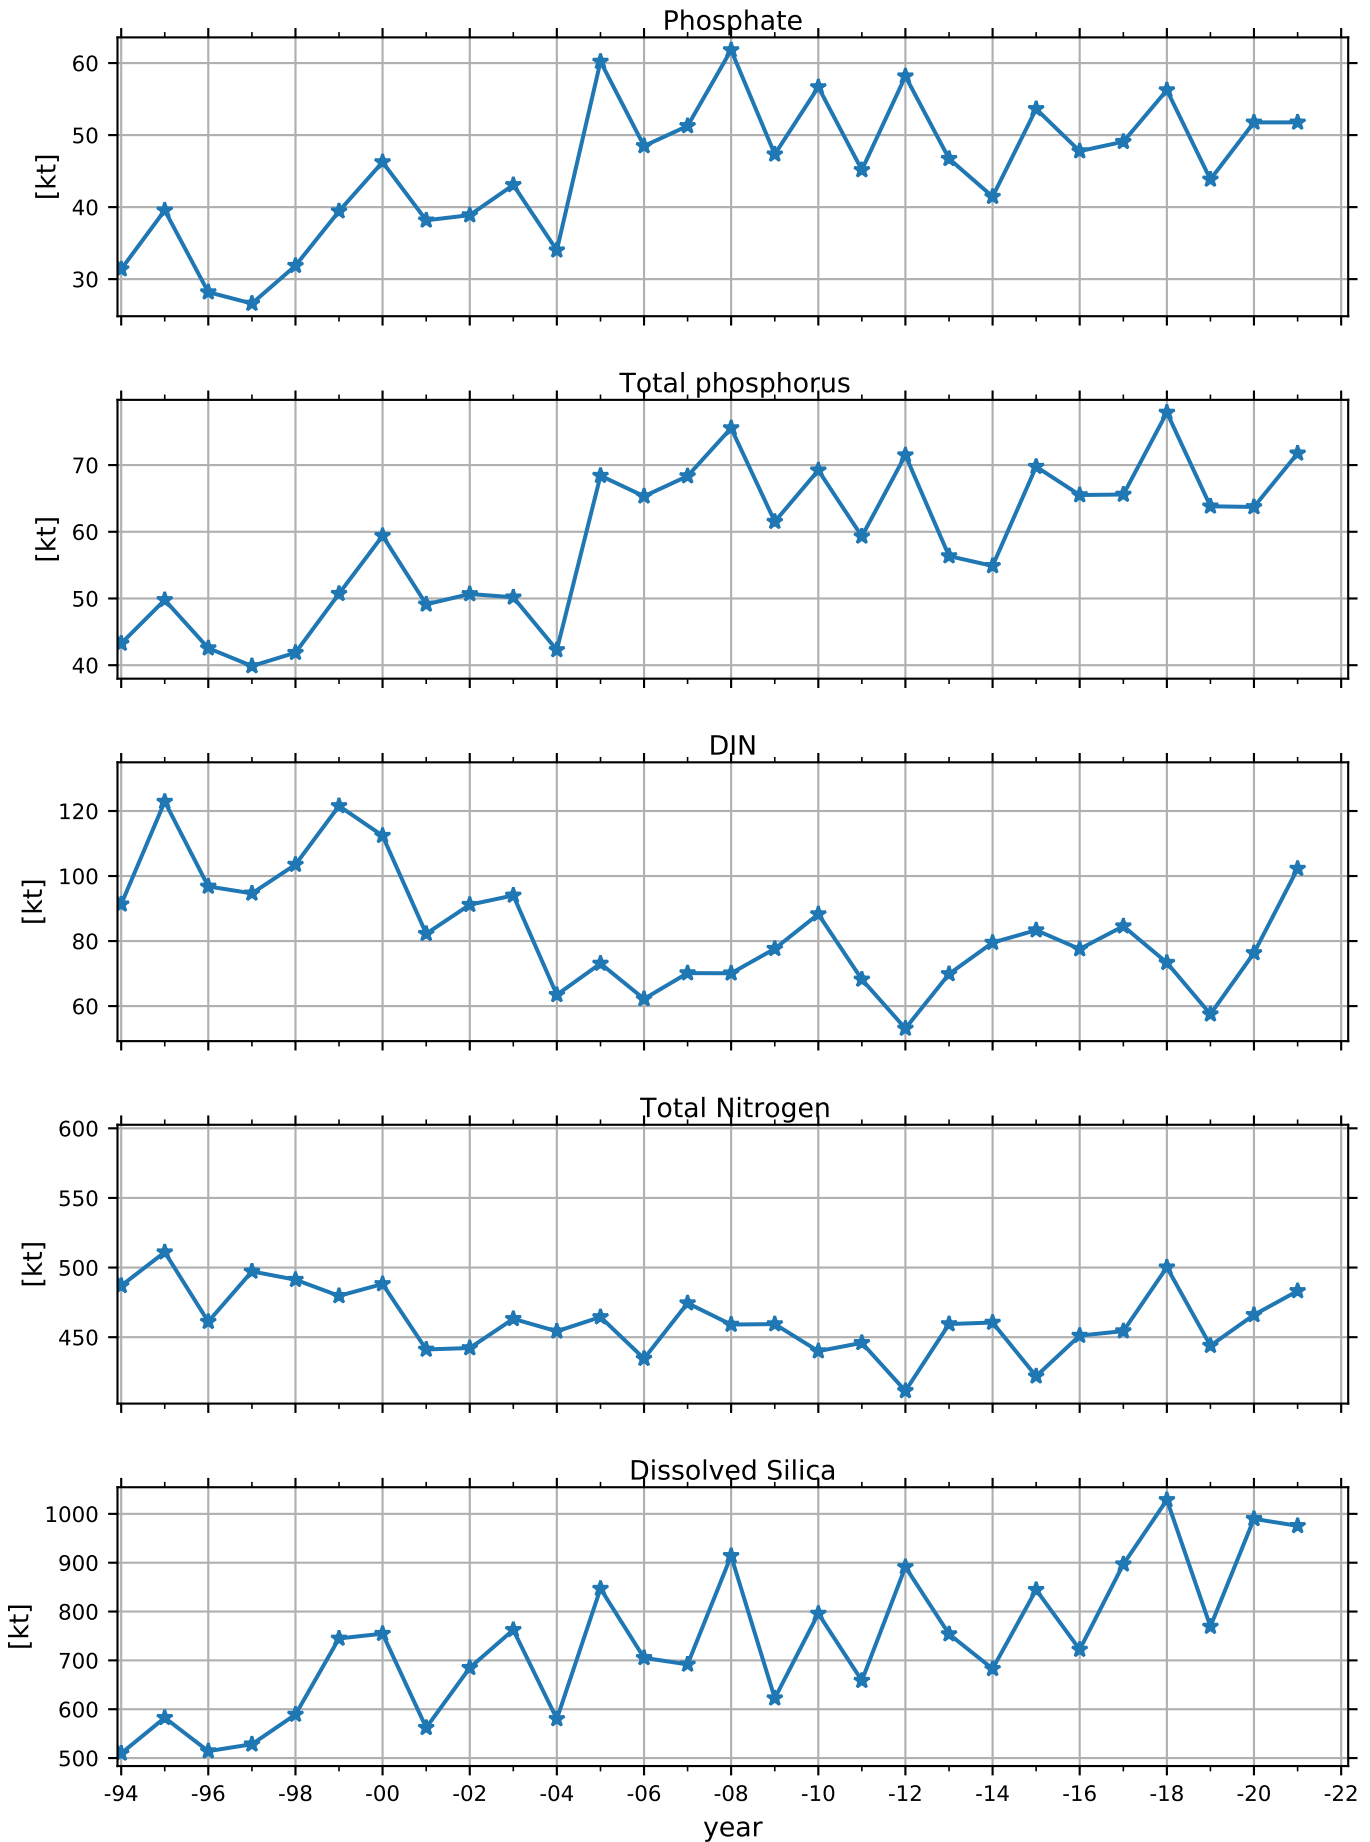 Phosphate
60
50
40
30
[kt]
Total phosphorus
70
60
50
40
[kt]
DIN
120
100
80
60
[kt]
Total Nitrogen
600
550
500
450
[kt]
Dissolved Silica
1000
900
800
700
600
500
[kt]
-94 -96 -98 -00 -02 -04 -06 -08 -10 -12 -14 -16 -18 -20 -22
year